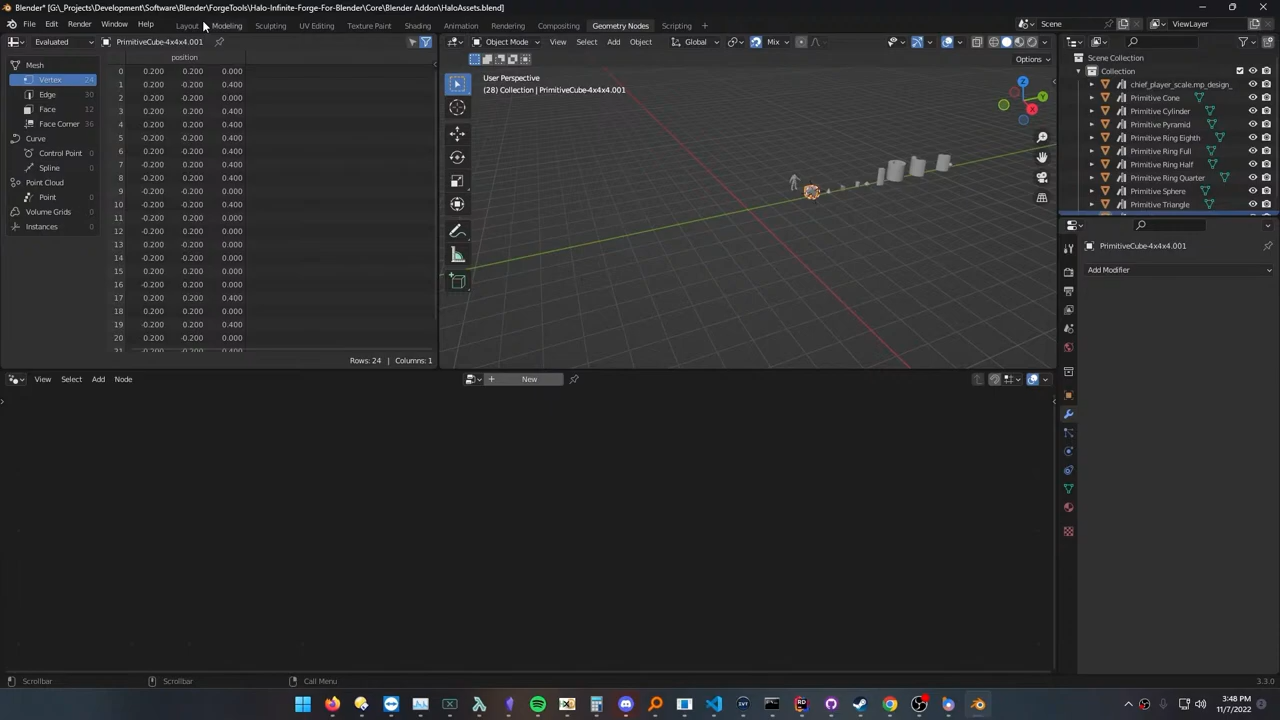 Blender* [G:\_Projects\Development\Software\Blender\ForgeTools\Halo-Infinite-Forge-For-Blender\Core\Blender Addon\HaloAssets.blend]
File Edit Render Window Help Layout Modeling Sculpting UV Editing Texture Paint Shading Animation Rendering Compositing Geometry Nodes Scripting + Scene ViewLayer
Evaluated PrimitiveCube-4x4x4.001 Object Mode View Select Add Object Global Mix
position
Options
Mesh
Vertex 24
Edge 30
Face 12
Face Corner 36
Curve
Control Point 0
Spline 0
Point Cloud
Point 0
Volume Grids 0
Instances 0
0 0.200 0.200 0.000
1 0.200 0.200 0.400
2 0.200 -0.200 0.000
3 0.200 -0.200 0.400
4 0.200 0.200 0.400
5 0.200 -0.200 0.400
6 -0.200 0.200 0.400
7 -0.200 -0.200 0.400
8 -0.200 0.200 0.400
9 -0.200 0.200 0.000
10 -0.200 -0.200 0.400
11 -0.200 -0.200 0.000
12 -0.200 0.200 0.000
13 0.200 -0.200 0.000
14 -0.200 -0.200 0.000
15 0.200 0.200 0.000
16 -0.200 0.200 0.400
17 0.200 0.200 0.400
18 0.200 0.200 0.000
19 0.200 -0.200 0.400
20 -0.200 -0.200 0.000
21 -0.200 -0.200 0.400
Rows: 24 | Columns: 1
User Perspective
(28) Collection | PrimitiveCube-4x4x4.001
Z
Y
X
Scene Collection
Collection
chief_player_scale.mp_design_
Primitive Cone
Primitive Cylinder
Primitive Pyramid
Primitive Ring Eighth
Primitive Ring Full
Primitive Ring Half
Primitive Ring Quarter
Primitive Sphere
Primitive Triangle
PrimitiveCube-4x4x4.001
Add Modifier
View Select Add Node + New
Scrollbar Scrollbar Call Menu 3.3.0
3:48 PM
11/7/2022